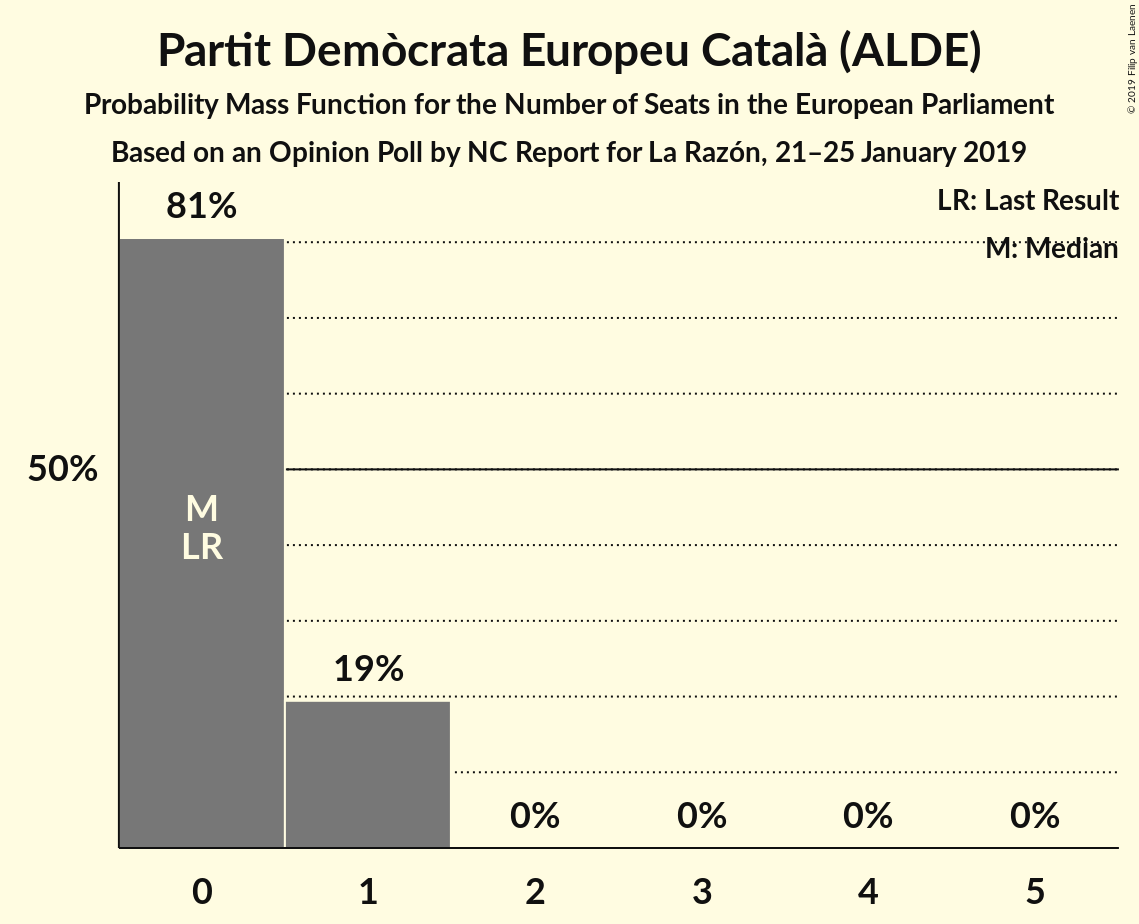 Partit Demòcrata Europeu Català (ALDE)
Probability Mass Function for the Number of Seats in the European Parliament
Based on an Opinion Poll by NC Report for La Razón, 21–25 January 2019
© 2019 Filip van Laenen
LR: Last Result
M: Median
81%
50%
M
LR
19%
0% 0% 0% 0%
0 1 2 3 4 5